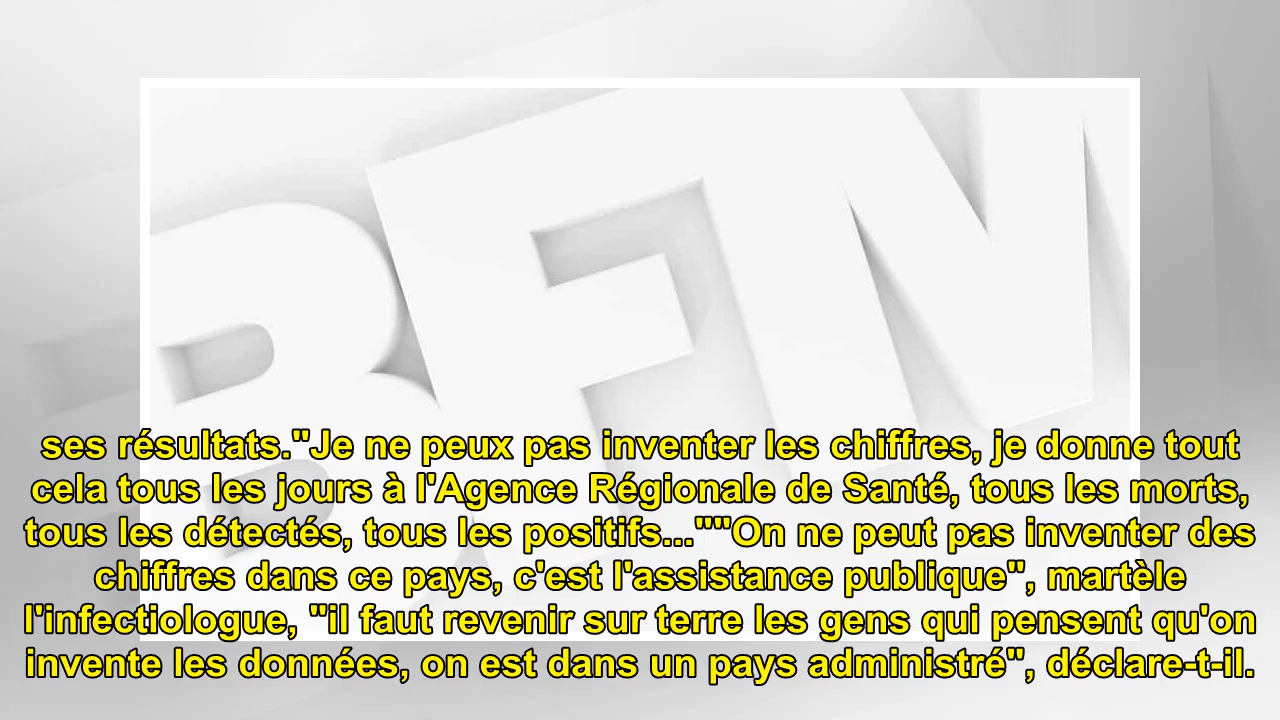 BFM
ses résultats."Je ne peux pas inventer les chiffres, je donne tout
cela tous les jours à l'Agence Régionale de Santé, tous les morts,
tous les détectés, tous les positifs...""On ne peut pas inventer des
chiffres dans ce pays, c'est l'assistance publique", martèle
l'infectiologue, "il faut revenir sur terre les gens qui pensent qu'on
invente les données, on est dans un pays administré", déclare-t-il.